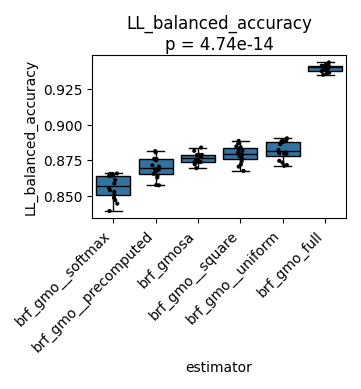 LL_balanced_accuracy
p = 4.74e-14
LL_balanced_accuracy
0.925
0.900
0.875
0.850
brf_gmo__softmax
brf_gmo__precomputed
brf_gmosa
brf_gmo__square
brf_gmo__uniform
brf_gmo_full
estimator